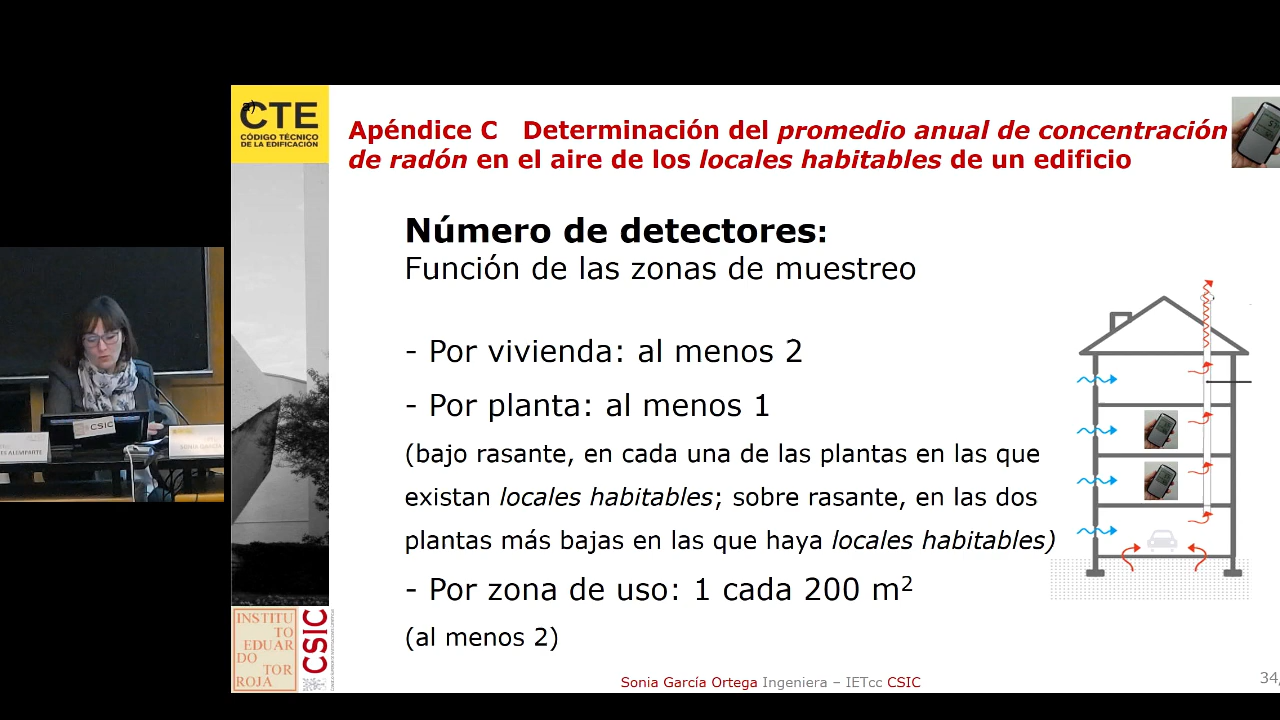 a)
CTE
CÓDIGO TÉCNICO
DE LA EDIFICACIÓN
Apéndice C Determinación del promedio anual de concentración
de radón en el aire de los locales habitables de un edificio
Número de detectores:
Función de las zonas de muestreo
- Por vivienda: al menos 2
- Por planta: al menos 1
(bajo rasante, en cada una de las plantas en las que
existan locales habitables; sobre rasante, en las dos
plantas más bajas en las que haya locales habitables)
- Por zona de uso: 1 cada 200 m²
(al menos 2)
CSIC
ALEMPARTE
SONIA GARCÍA
INSTITU
TO
EDUAR
DO
TOR
ROJA
CSIC
Sonia García Ortega Ingeniera – IETcc CSIC
34